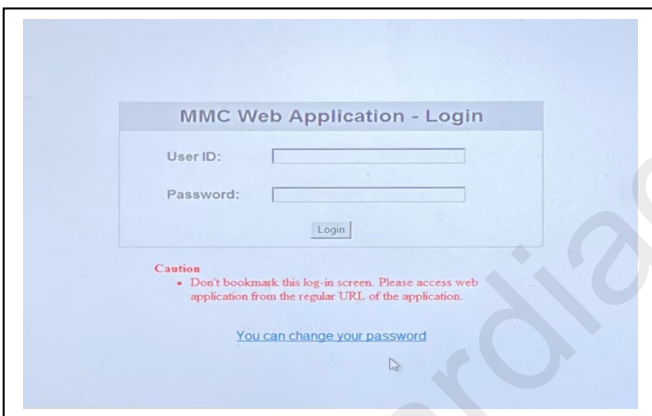 MMC Web Application - Login
User ID:
Password:
Login
Caution
• Don't bookmark this log-in screen. Please access web
application from the regular URL of the application.
You can change your password